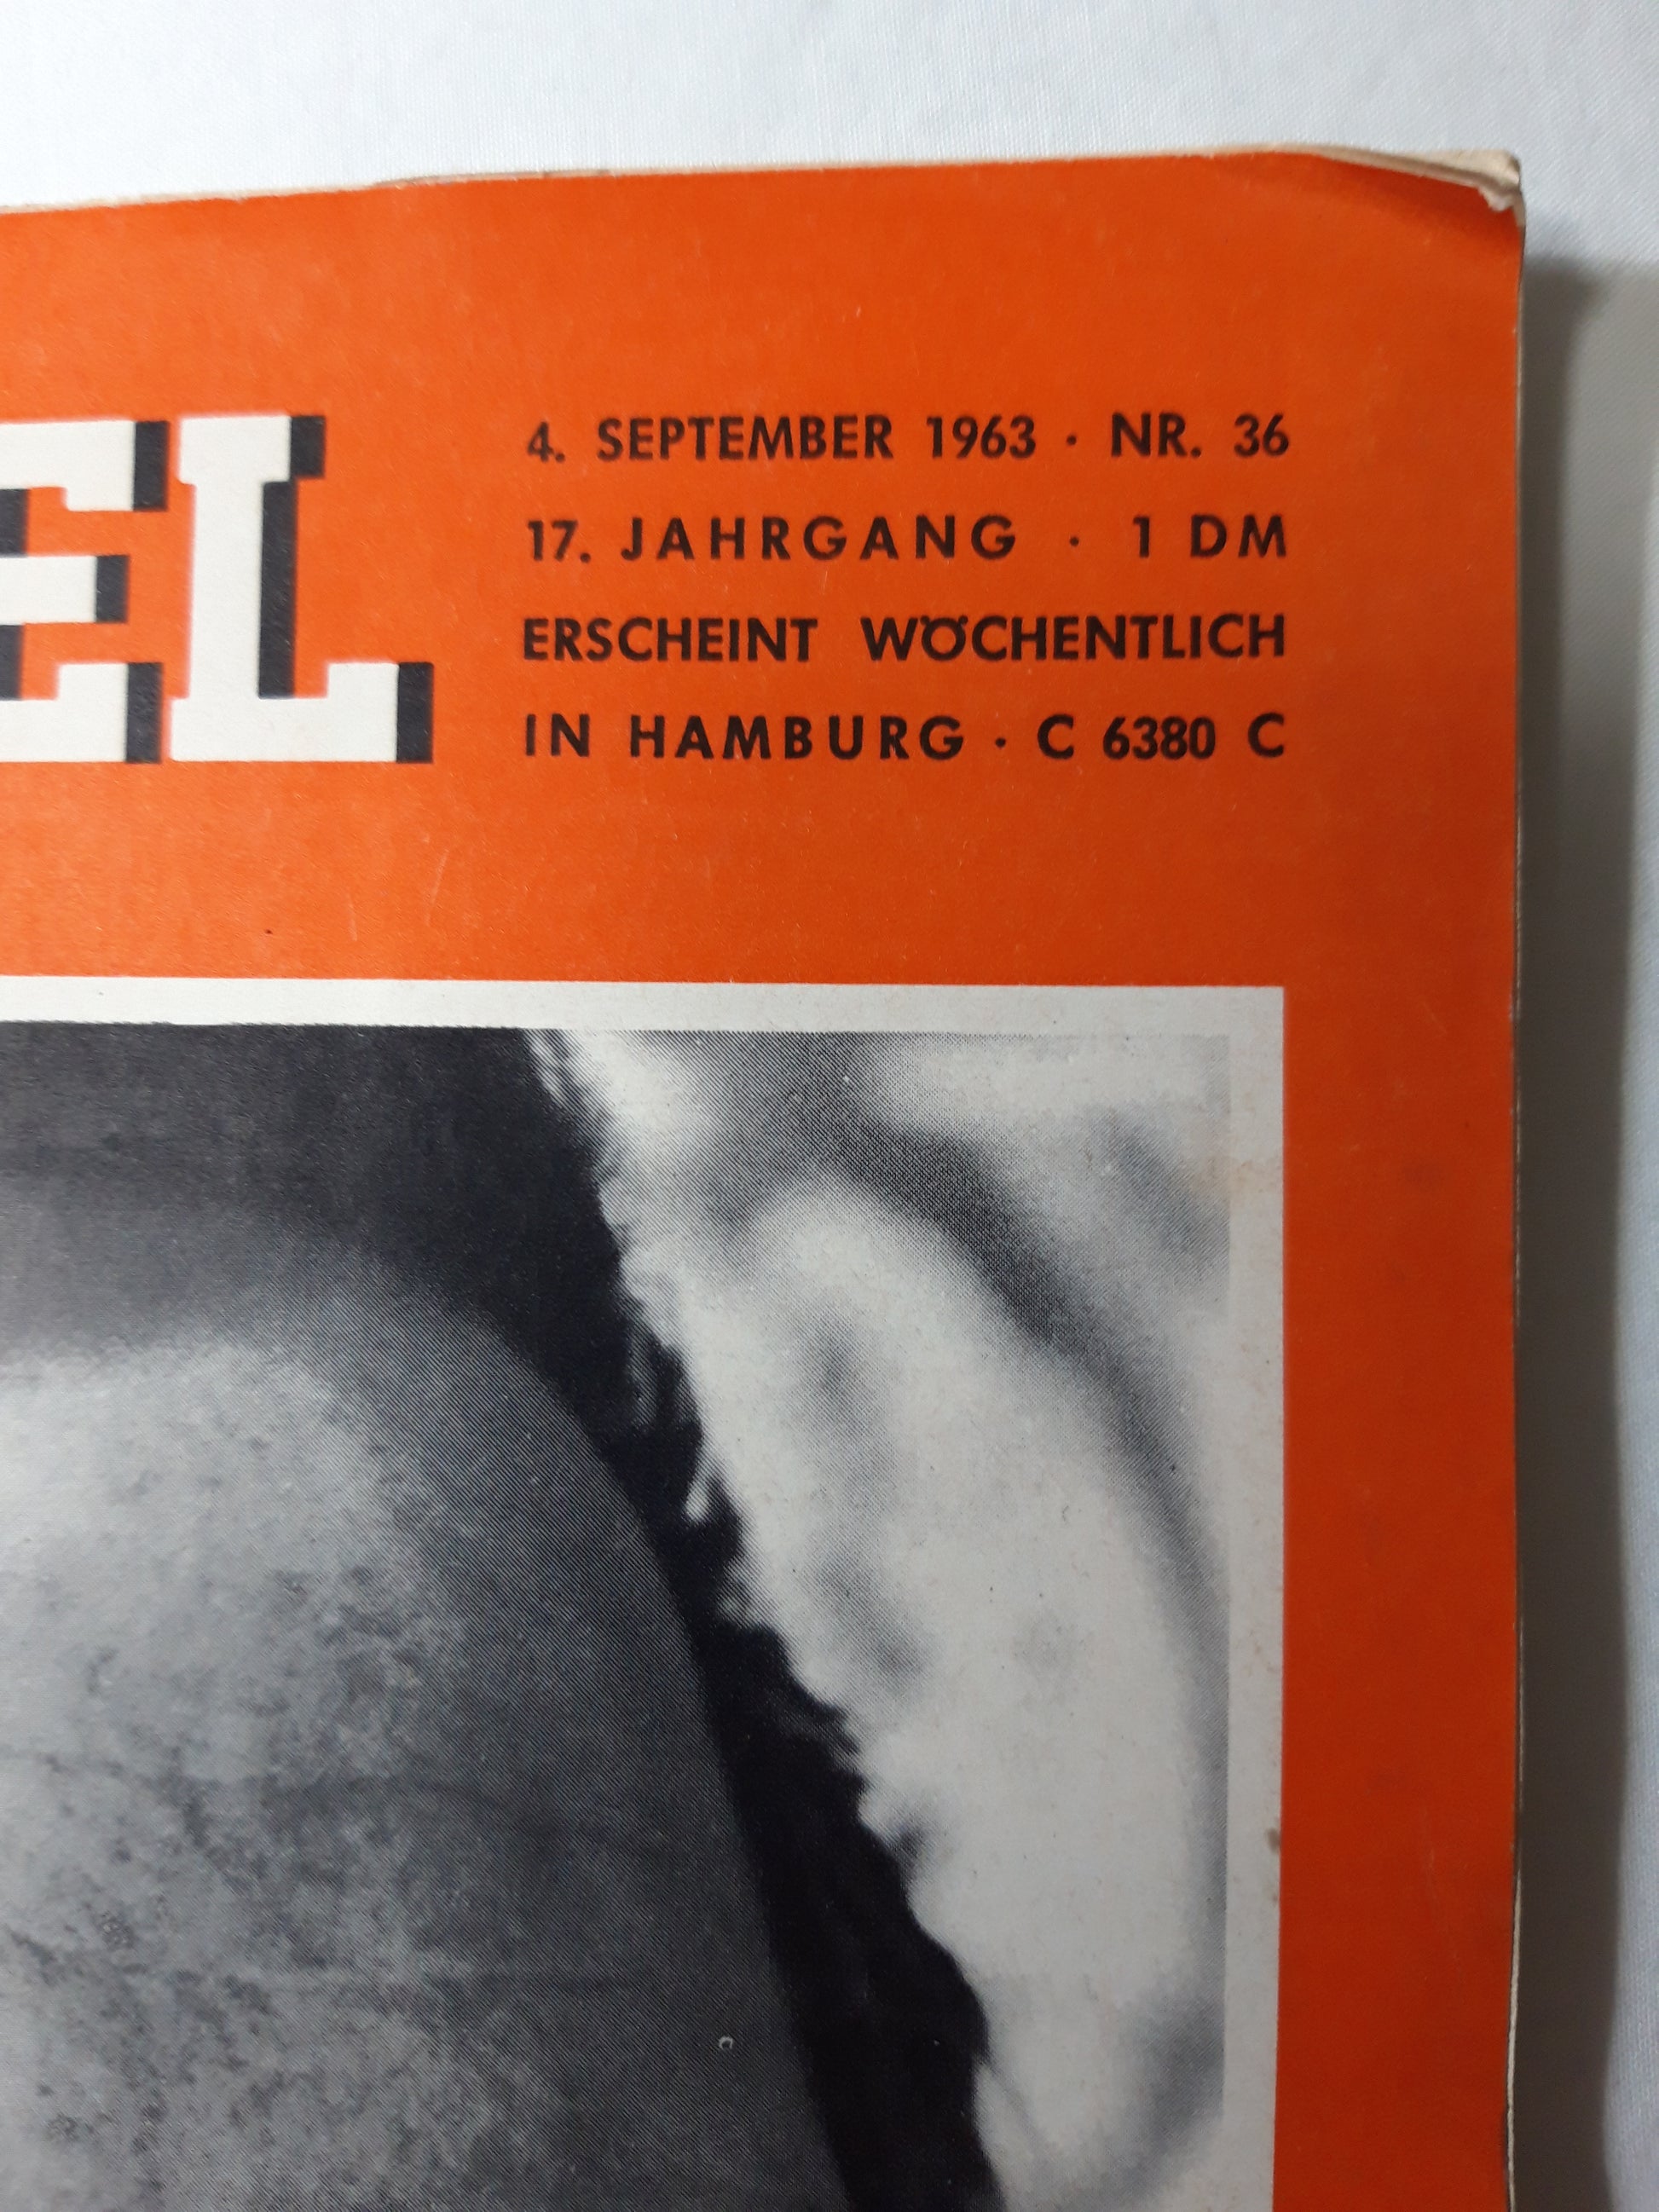 EL
4. SEPTEMBER 1963 · NR. 36
17. JAHRGANG · 1 DM
ERSCHEINT WÖCHENTLICH
IN HAMBURG · C 6380 C